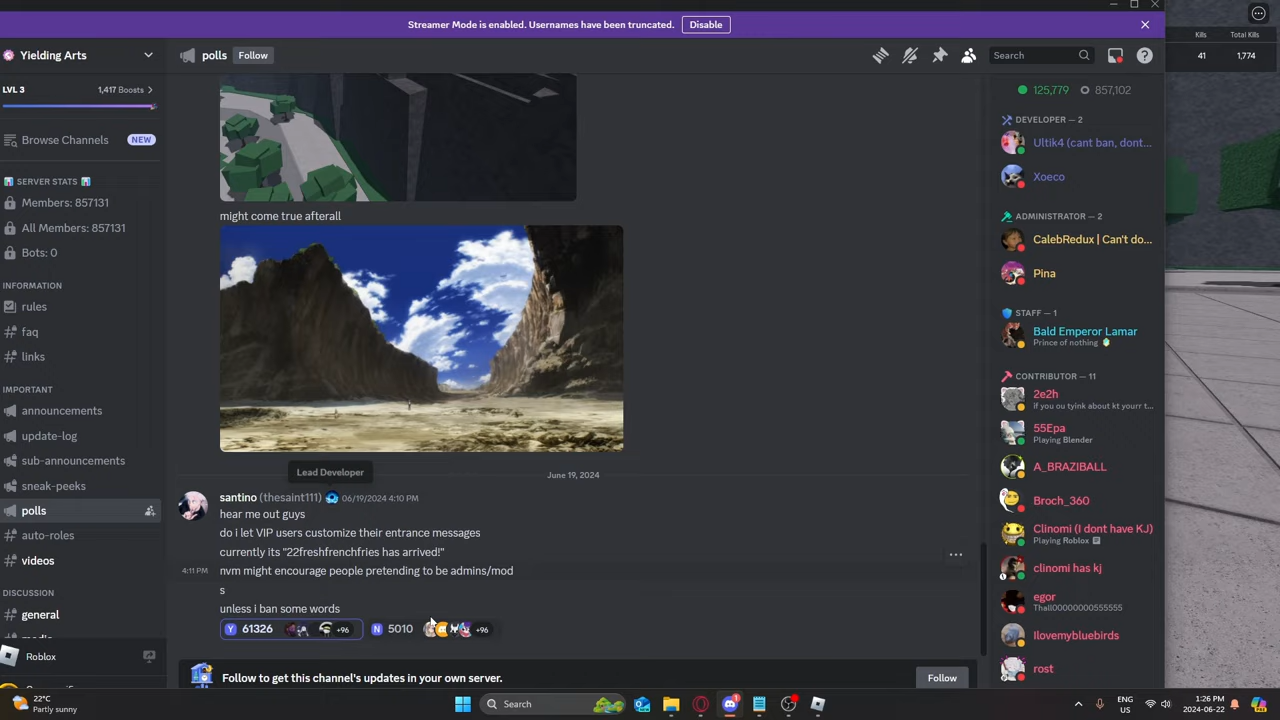 Streamer Mode is enabled. Usernames have been truncated.
Disable
Yielding Arts
polls
Follow
Search
Kills
Total Kills
41
1,774
LVL 3
1,417 Boosts
125,779
857,102
Browse Channels
NEW
DEVELOPER — 2
Ultik4 (cant ban, dont...
Xoeco
SERVER STATS
Members: 857131
All Members: 857131
Bots: 0
might come true afterall
ADMINISTRATOR — 2
CalebRedux | Can't do...
Pina
INFORMATION
rules
faq
links
STAFF — 1
Bald Emperor Lamar
Prince of nothing
IMPORTANT
announcements
update-log
sub-announcements
sneak-peeks
polls
auto-roles
videos
CONTRIBUTOR — 11
2e2h
if you ou tyink about kt yourr t...
55Epa
Playing Blender
A_BRAZIBALL
Broch_360
Clinomi (I dont have KJ)
Playing Roblox
clinomi has kj
egor
Thall00000000555555
Ilovemybluebirds
rost
Lead Developer
June 19, 2024
santino (thesaint111) 06/19/2024 4:10 PM
hear me out guys
do i let VIP users customize their entrance messages
currently its "22freshfrenchfries has arrived!"
4:11 PM
nvm might encourage people pretending to be admins/mod
s
unless i ban some words
Y 61326 +96 N 5010 +96
DISCUSSION
general
Roblox
Follow to get this channel's updates in your own server.
Follow
22°C
Partly sunny
Search
ENG
US
1:26 PM
2024-06-22